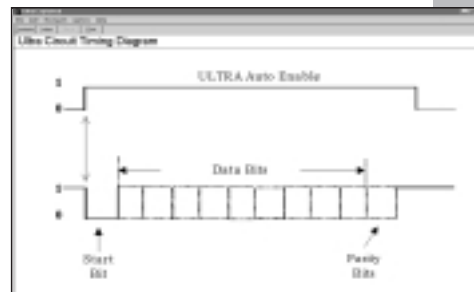 Ultra Circuit Timing Diagram
ULTRA Auto Enable
1
0
Data Bits
1
0
Start
Bit
Parity
Bits